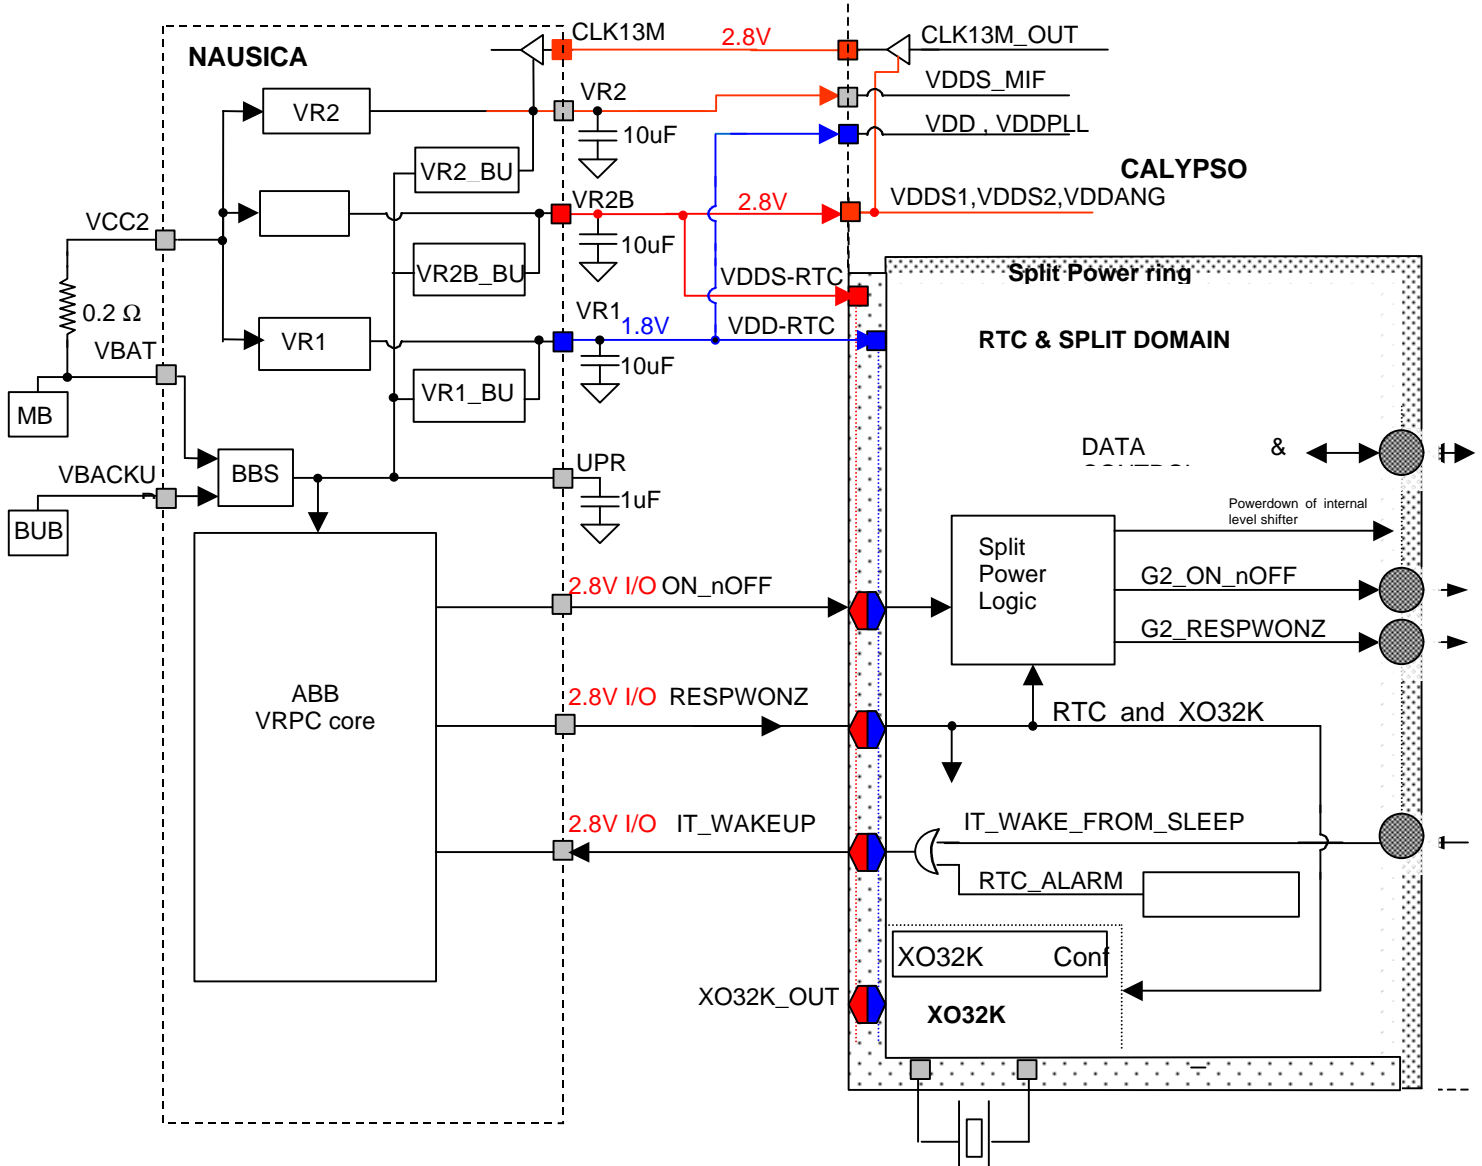 CLK13M
2.8V
CLK13M_OUT
NAUSICA
VR2
VR2
VDDS_MIF
10uF
VDD , VDDPLL
VR2_BU
CALYPSO
VR2B
2.8V
VDDS1,VDDS2,VDDANG
VCC2
10uF
VR2B_BU
VDDS-RTC
Split Power ring
0.2 Ω
VR1
1.8V
VDD-RTC
VR1
RTC & SPLIT DOMAIN
VBAT
10uF
VR1_BU
MB
DATA &
CONTROL
UPR
VBACKU
BBS
1uF
Powerdown of internal
level shifter
BUB
Split
Power
Logic
G2_ON_nOFF
2.8V I/O ON_nOFF
G2_RESPWONZ
ABB
VRPC core
2.8V I/O RESPWONZ
RTC and XO32K
2.8V I/O IT_WAKEUP
IT_WAKE_FROM_SLEEP
RTC_ALARM
XO32K Conf
XO32K_OUT
XO32K